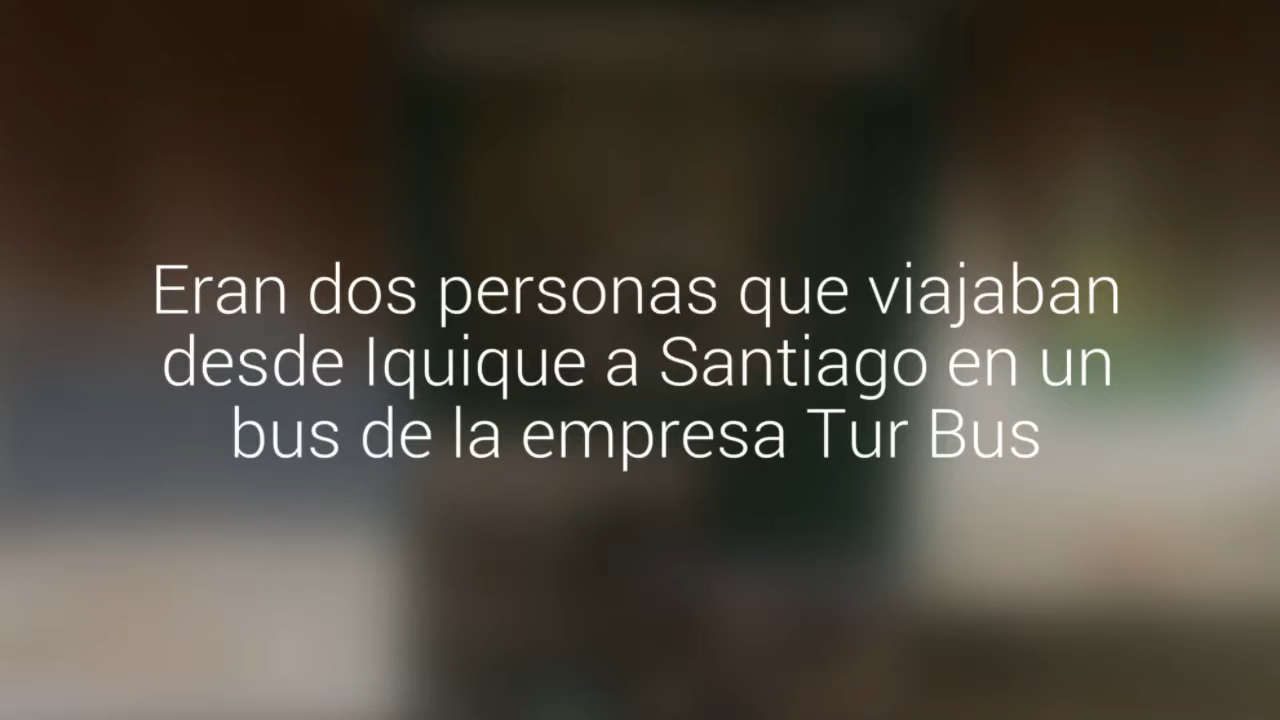 Eran dos personas que viajaban
desde Iquique a Santiago en un
bus de la empresa Tur Bus